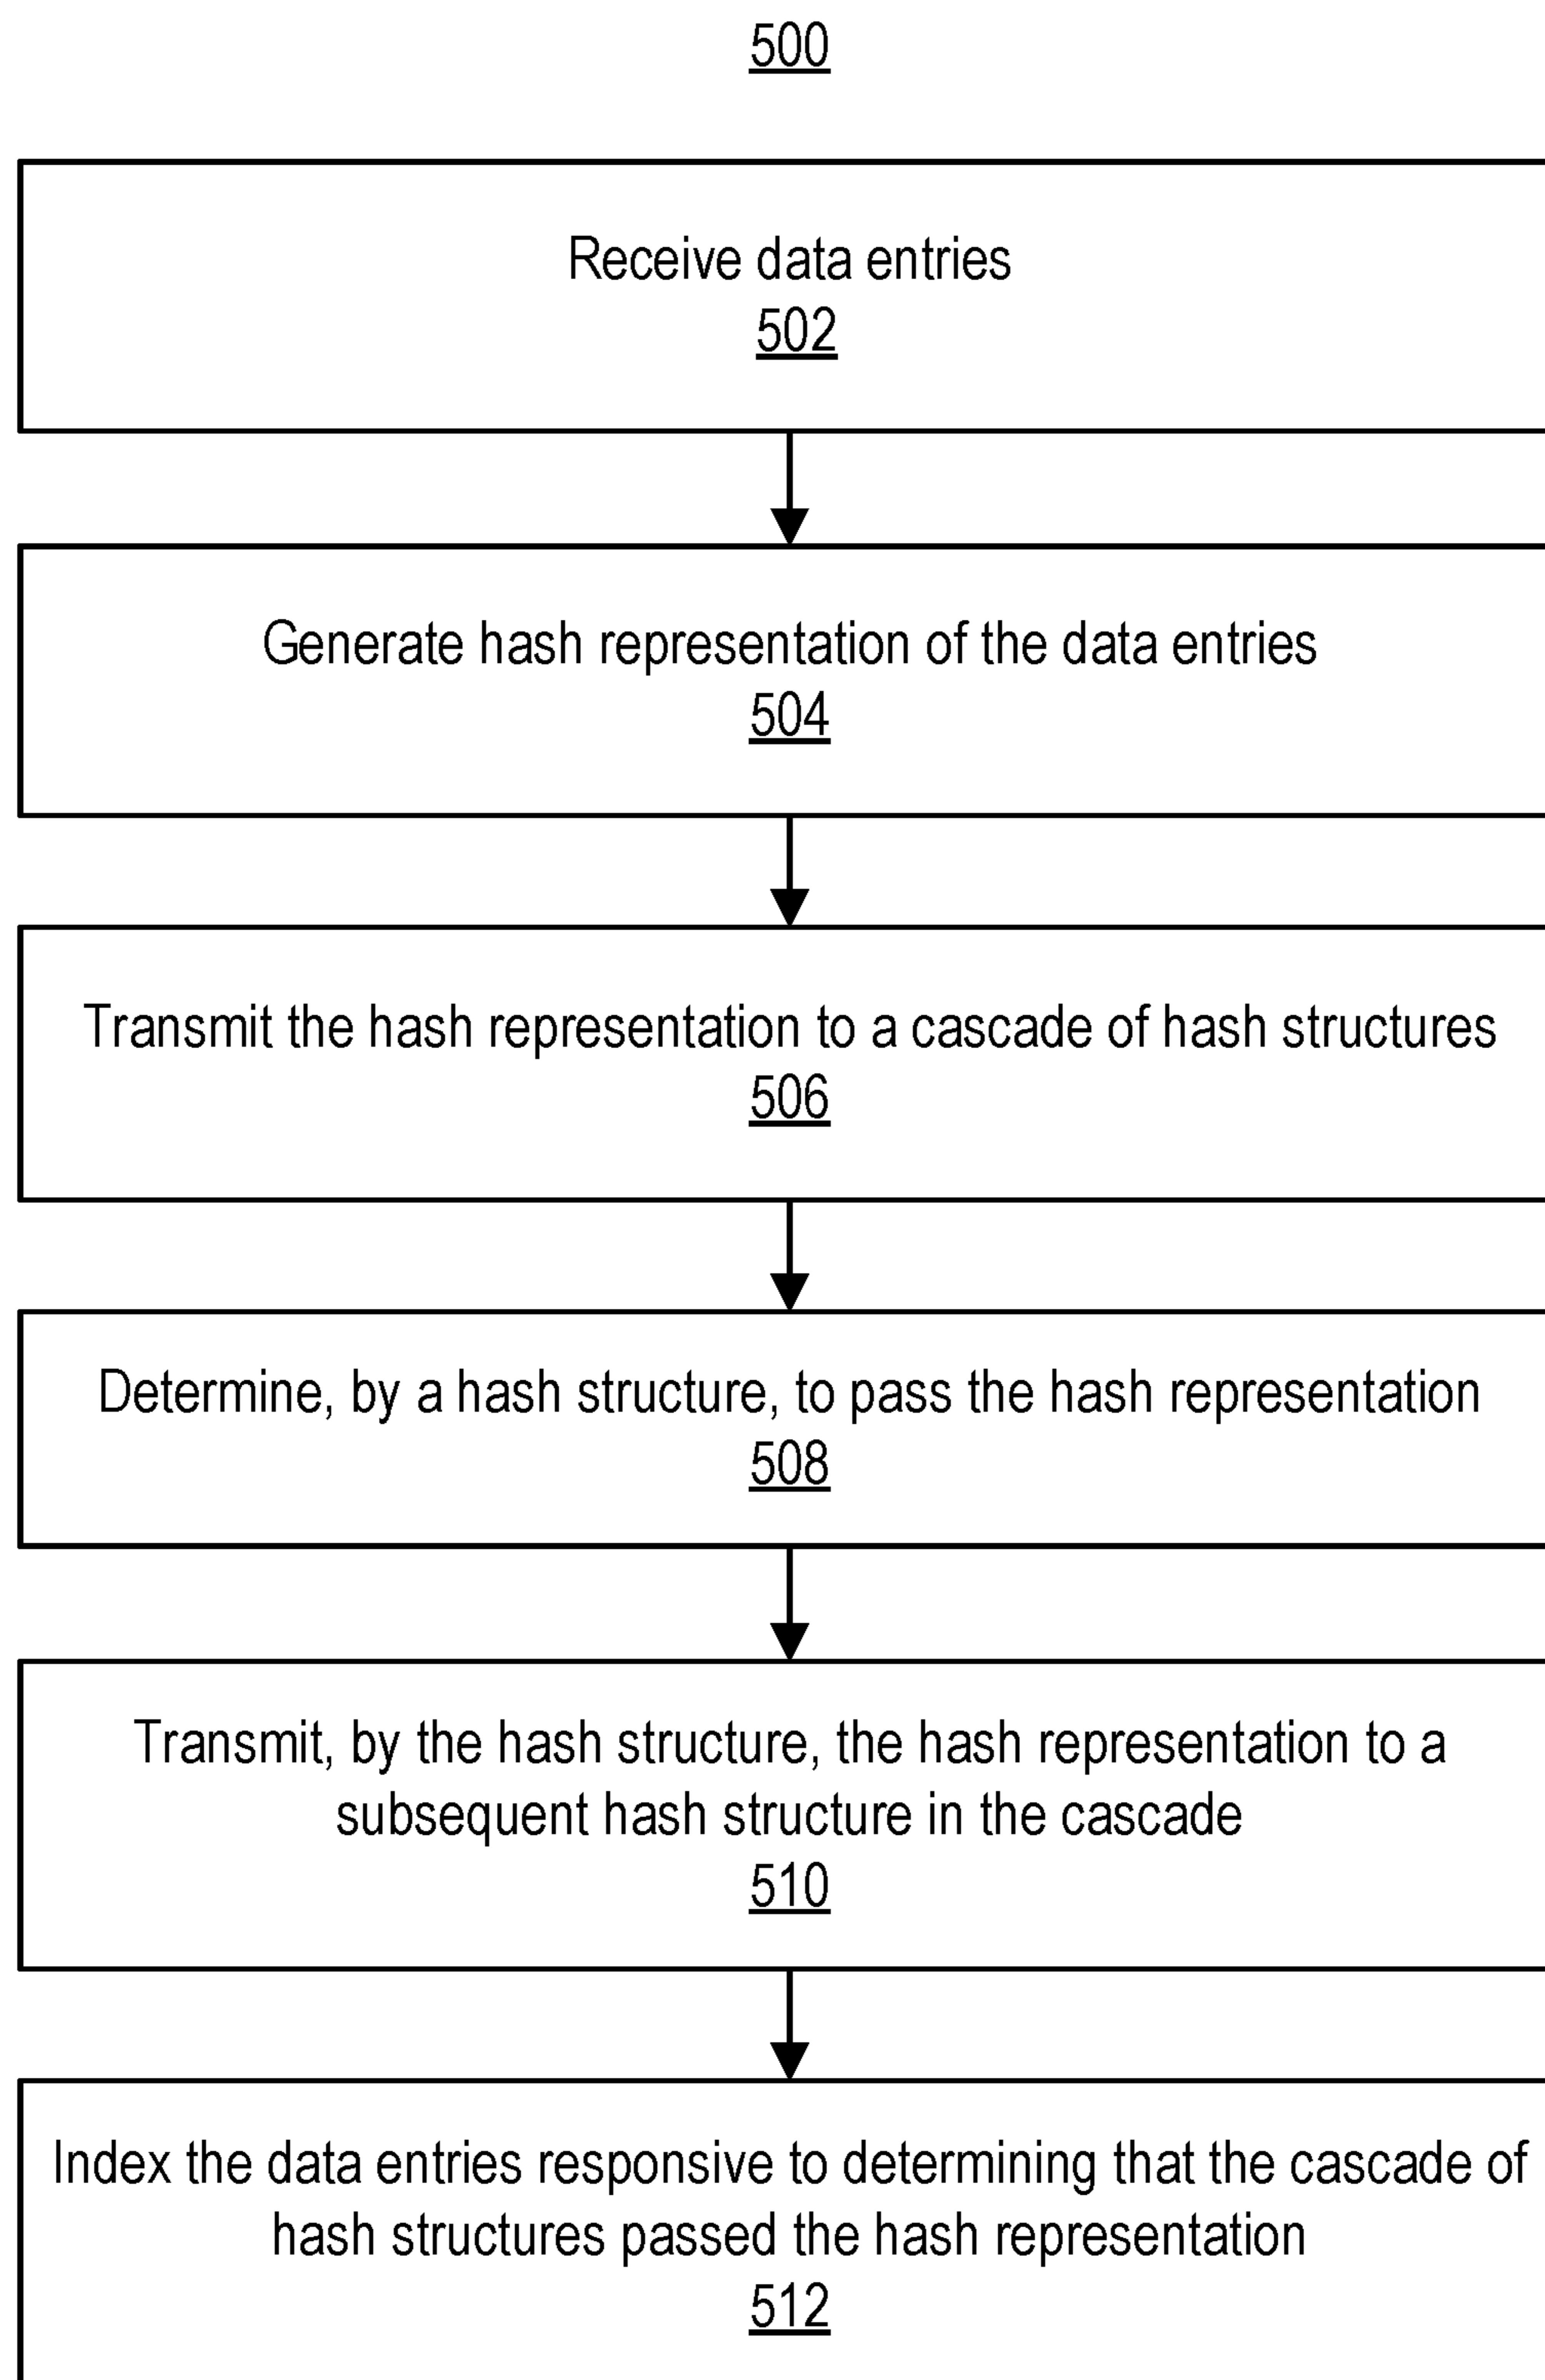 500
Receive data entries
502
Generate hash representation of the data entries
504
Transmit the hash representation to a cascade of hash structures
506
Determine, by a hash structure, to pass the hash representation
508
Transmit, by the hash structure, the hash representation to a
subsequent hash structure in the cascade
510
Index the data entries responsive to determining that the cascade of
hash structures passed the hash representation
512